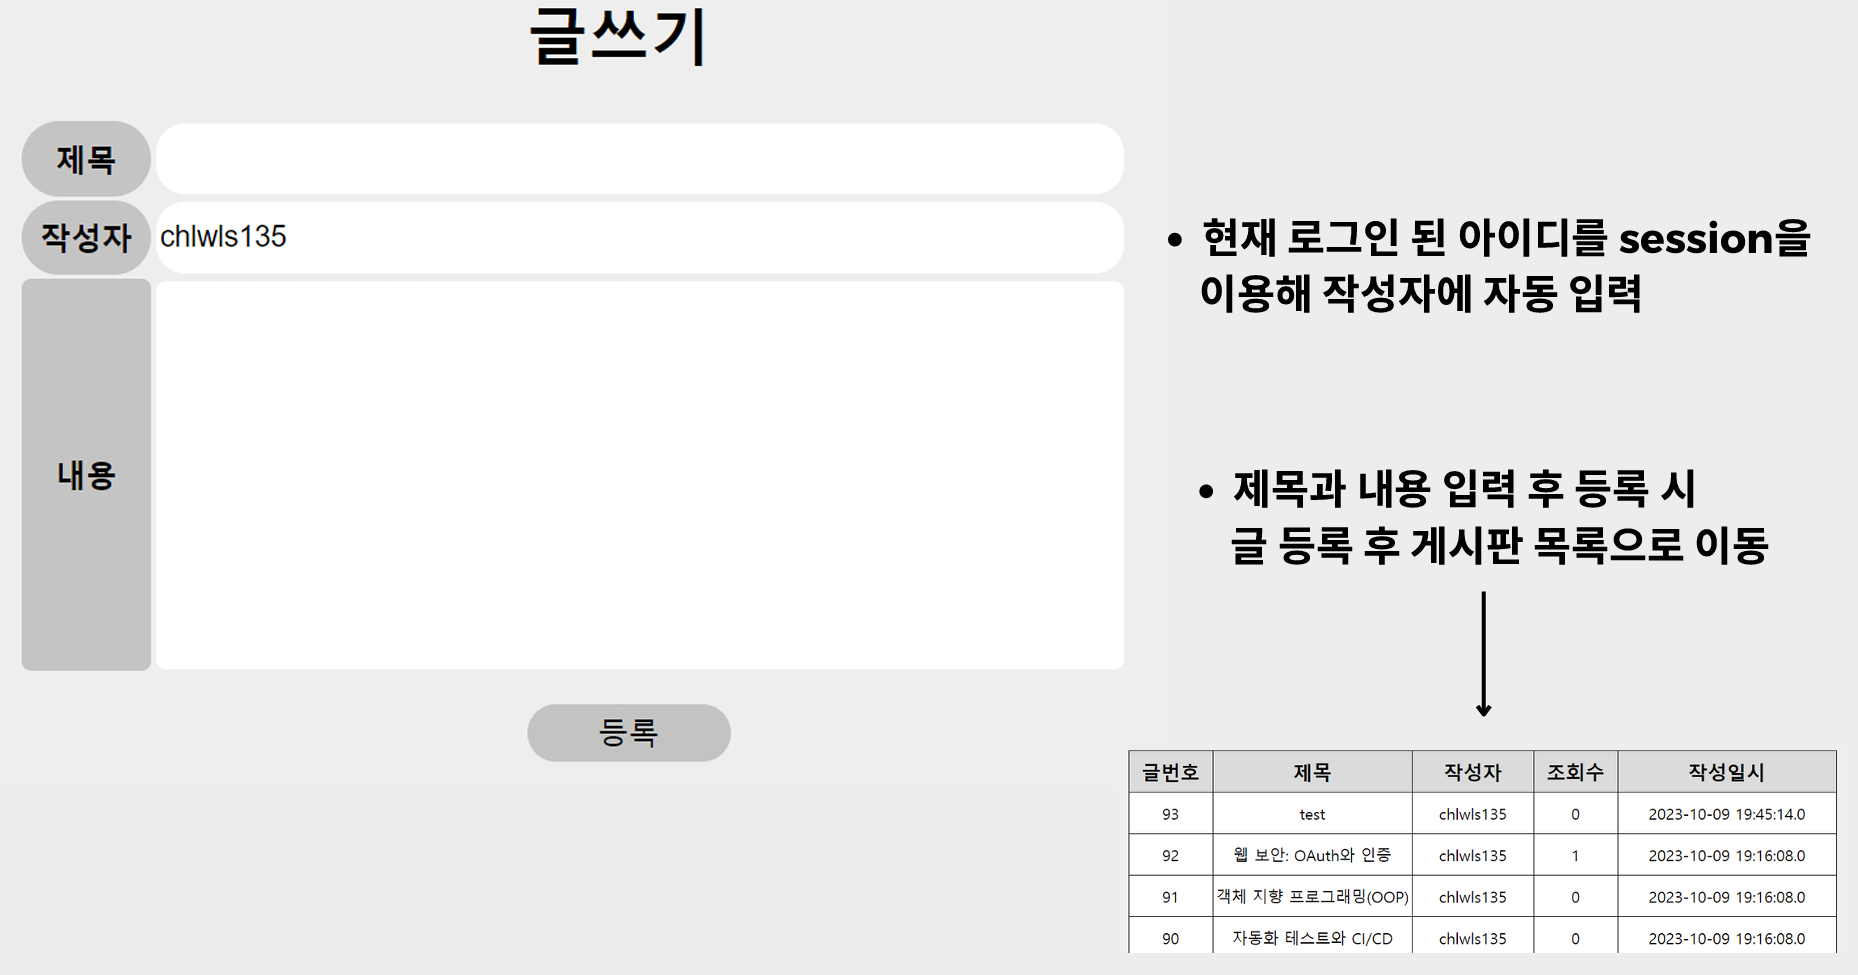 글쓰기
제목
작성자 chlwls135
내용
등록
• 현재 로그인 된 아이디를 session을
이용해 작성자에 자동 입력
• 제목과 내용 입력 후 등록 시
글 등록 후 게시판 목록으로 이동
글번호 제목 작성자 조회수 작성일시
93 test chlwls135 0 2023-10-09 19:45:14.0
92 웹 보안: OAuth와 인증 chlwls135 1 2023-10-09 19:16:08.0
91 객체 지향 프로그래밍(OOP) chlwls135 0 2023-10-09 19:16:08.0
90 자동화 테스트와 CI/CD chlwls135 0 2023-10-09 19:16:08.0